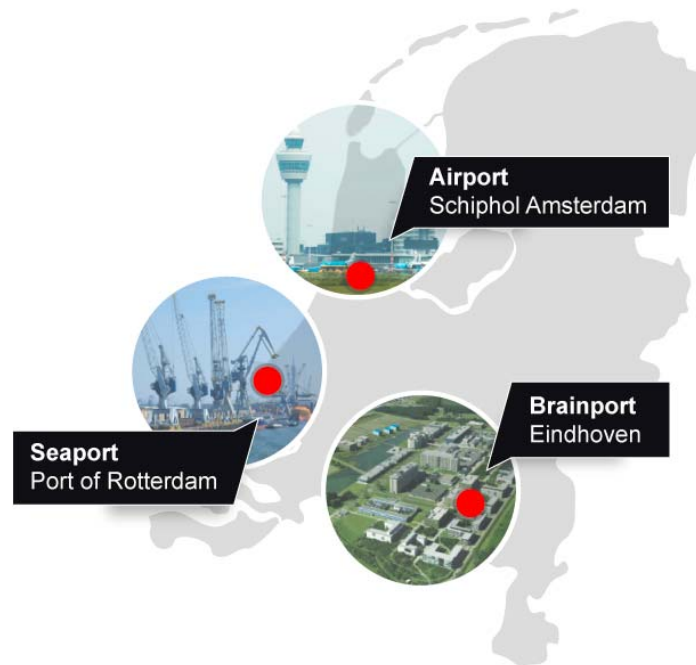 Airport
Schiphol Amsterdam
Seaport
Port of Rotterdam
Brainport
Eindhoven